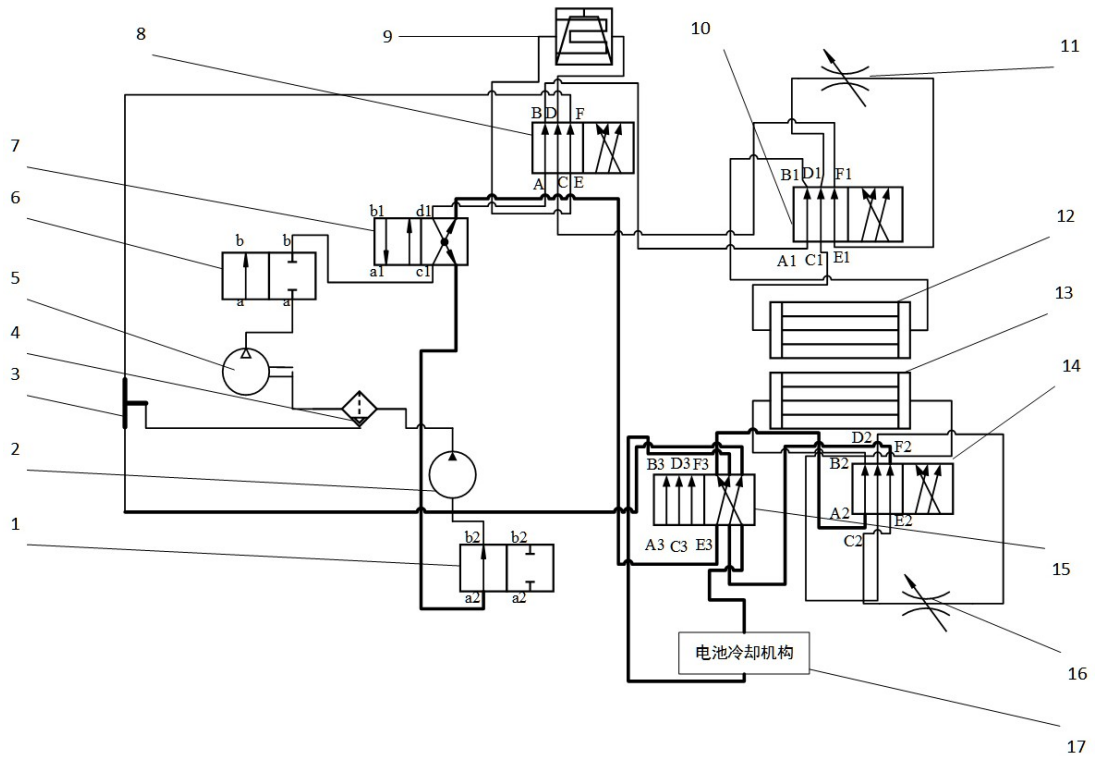 9
8
10
11
B D F
7
B1 D1 F1
A C E
6
b1 d1
12
b b
a1 c1
A1 C1 E1
5
a a
13
4
3
14
D2
F2
2
B3 D3 F3
B2
A2
E2
1
b2 b2
A3 C3 E3
C2
15
a2 a2
电池冷却机构
16
17